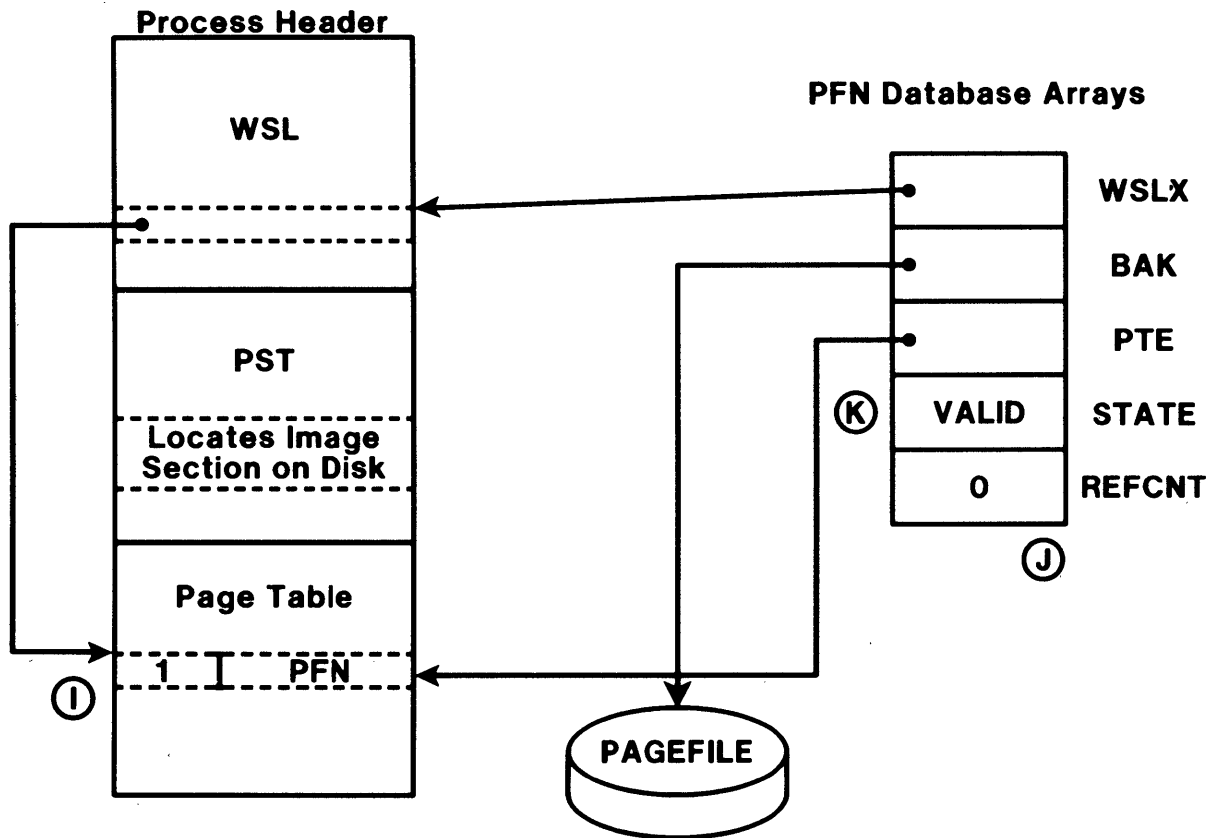 Process Header
WSL
PST
Locates Image
Section on Disk
Page Table
1 PFN
I
PFN Database Arrays
WSLX
BAK
PTE
K VALID STATE
0 REFCNT
J
PAGEFILE